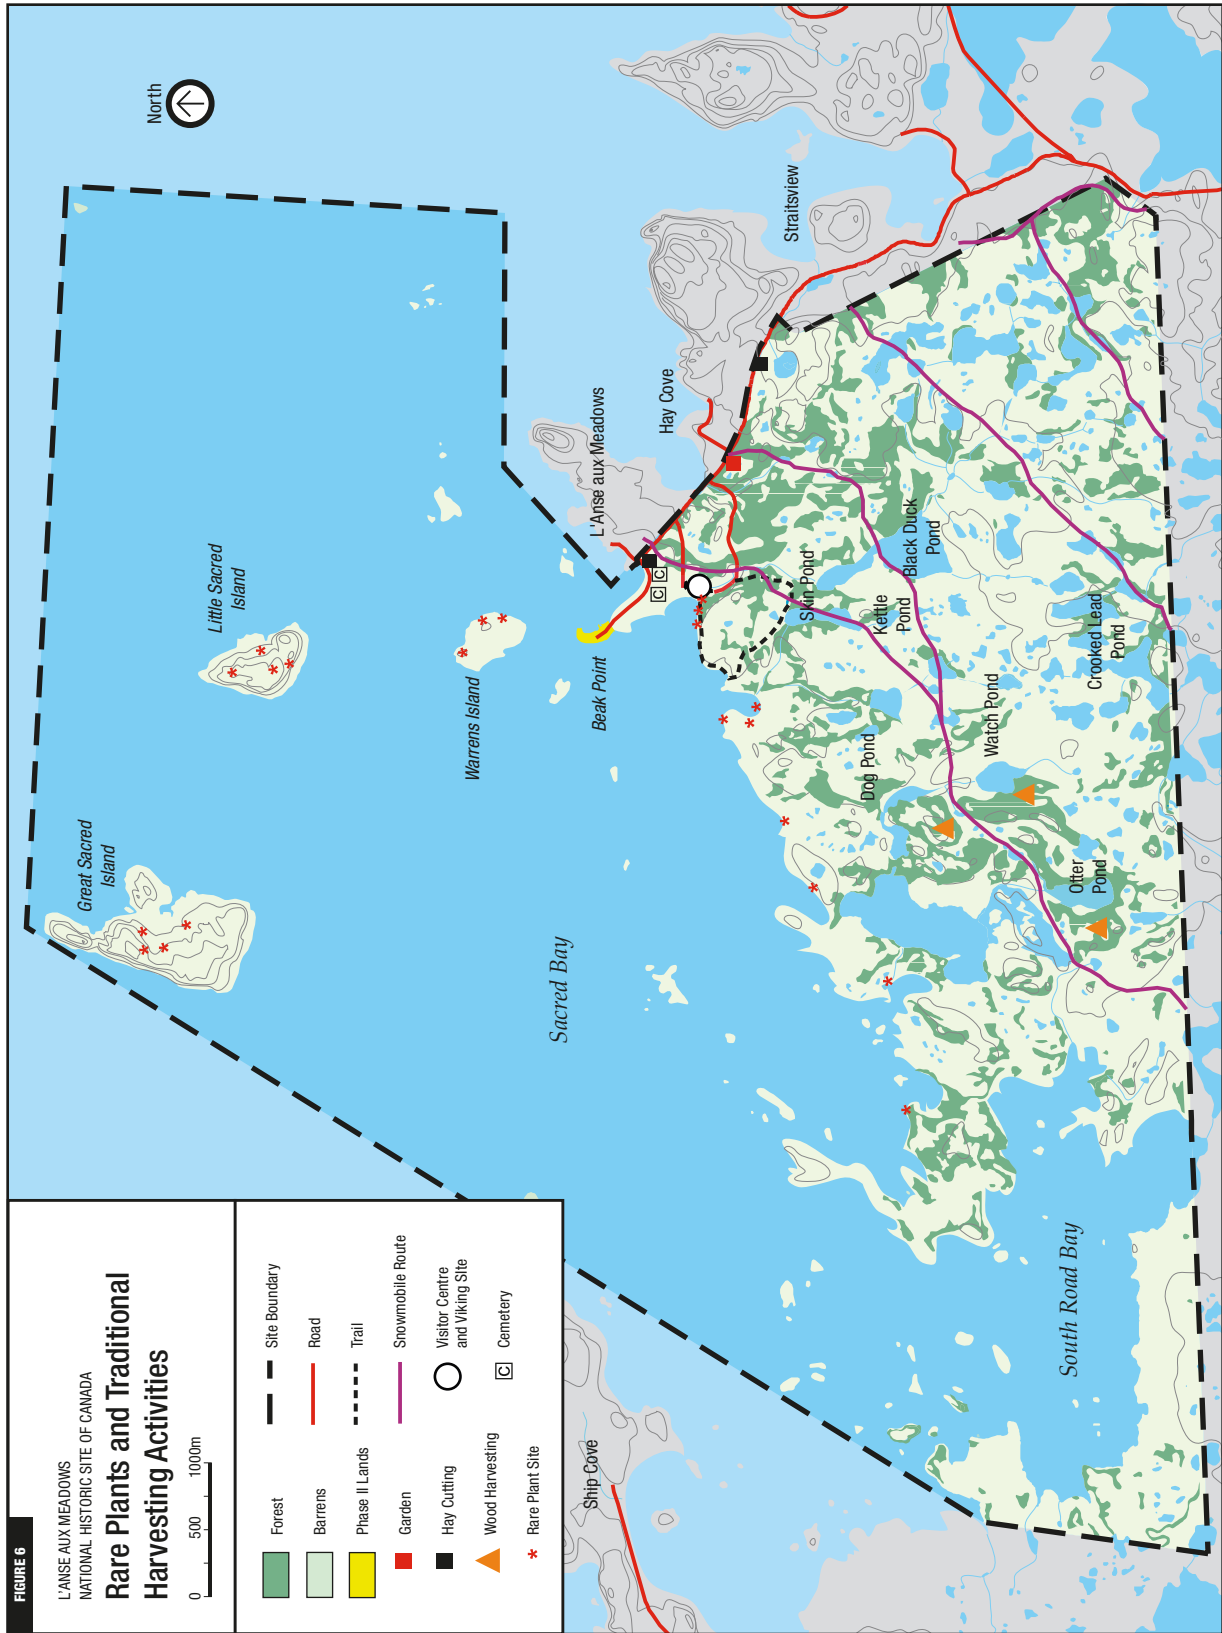 FIGURE 6
L'ANSE AUX MEADOWS
NATIONAL HISTORIC SITE OF CANADA
Rare Plants and Traditional
Harvesting Activities
0
500
1000m
Forest
Barrens
Phase II Lands
Garden
Hay Cutting
Wood Harvesting
Rare Plant Site
Site Boundary
Road
Trail
Snowmobile Route
Visitor Centre
and Viking SIte
C
Cemetery
North
Great Sacred
Island
Little Sacred
Island
Warrens Island
Beak Point
L'Anse aux Meadows
Hay Cove
Straitsview
C
C
Sacred Bay
Skin Pond
Kettle
Pond
Black Duck
Pond
Dog Pond
Watch Pond
Crooked Lead
Pond
Otter
Pond
South Road Bay
Ship Cove